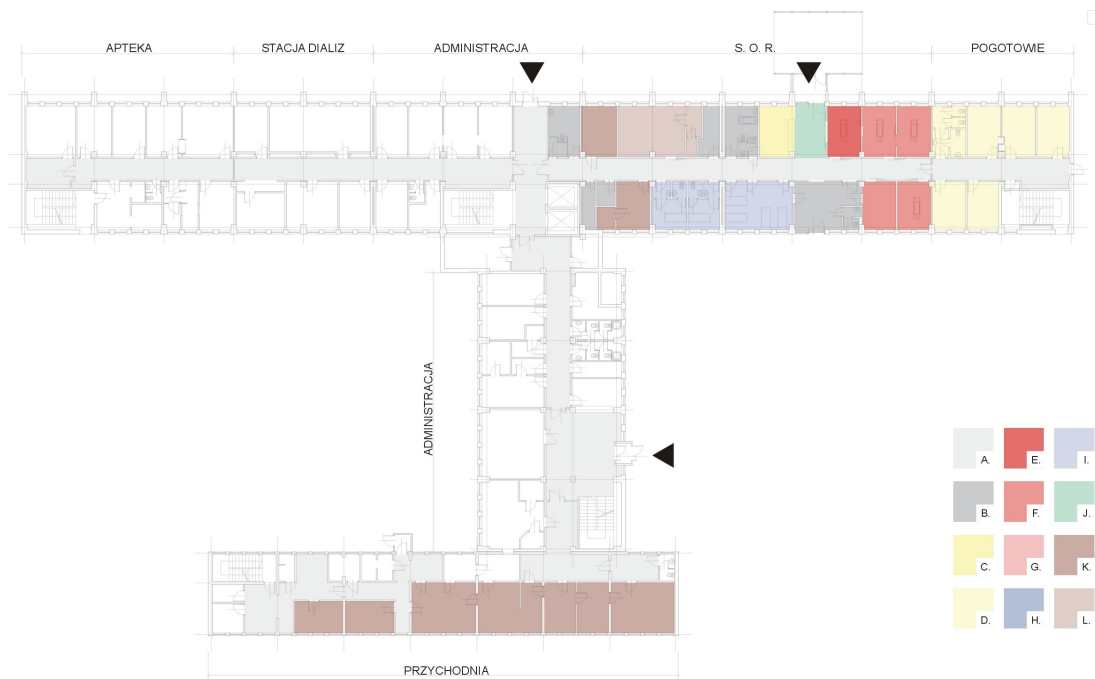 APTEKA
STACJA DIALIZ
ADMINISTRACJA
S. O. R.
POGOTOWIE
ADMINISTRACJA
A.
E.
I.
B.
F.
J.
C.
G.
K.
D.
H.
L.
PRZYCHODNIA